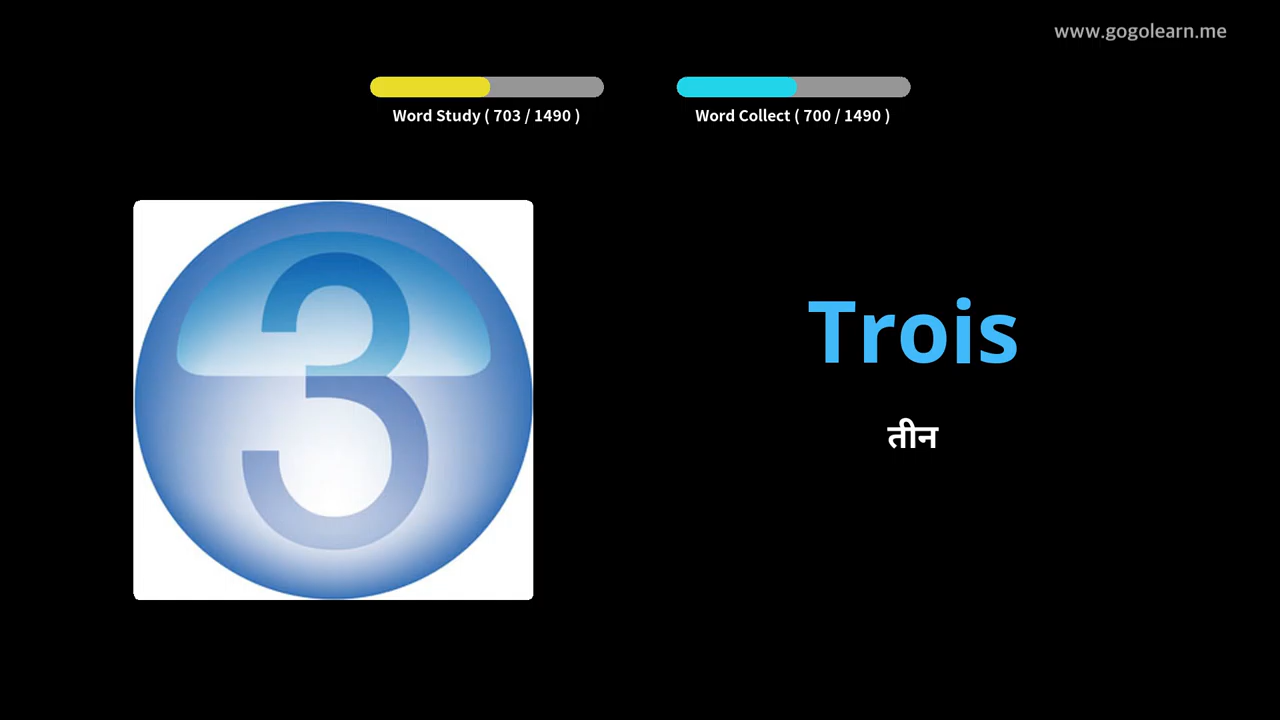 www.gogolearn.me
Word Study ( 703 / 1490 )
Word Collect ( 700 / 1490 )
3
Trois
तीन